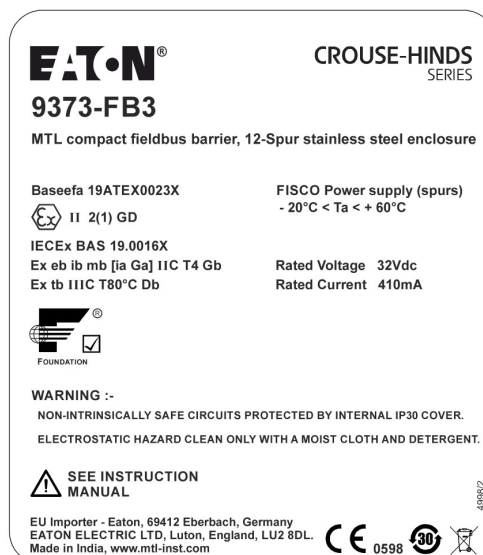 EATON®
CROUSE-HINDS
SERIES
9373-FB3
MTL compact fieldbus barrier, 12-Spur stainless steel enclosure
Baseefa 19ATEX0023X
FISCO Power supply (spurs)
- 20°C < Ta < + 60°C
Ex II 2(1) GD
IECEx BAS 19.0016X
Ex eb ib mb [ia Ga] IIC T4 Gb
Rated Voltage 32Vdc
Ex tb IIIC T80°C Db
Rated Current 410mA
®
FOUNDATION
WARNING :-
NON-INTRINSICALLY SAFE CIRCUITS PROTECTED BY INTERNAL IP30 COVER.
ELECTROSTATIC HAZARD CLEAN ONLY WITH A MOIST CLOTH AND DETERGENT.
SEE INSTRUCTION
MANUAL
4998/2
EU Importer - Eaton, 69412 Eberbach, Germany
EATON ELECTRIC LTD, Luton, England, LU2 8DL.
Made in India, www.mtl-inst.com
CE 0598 30